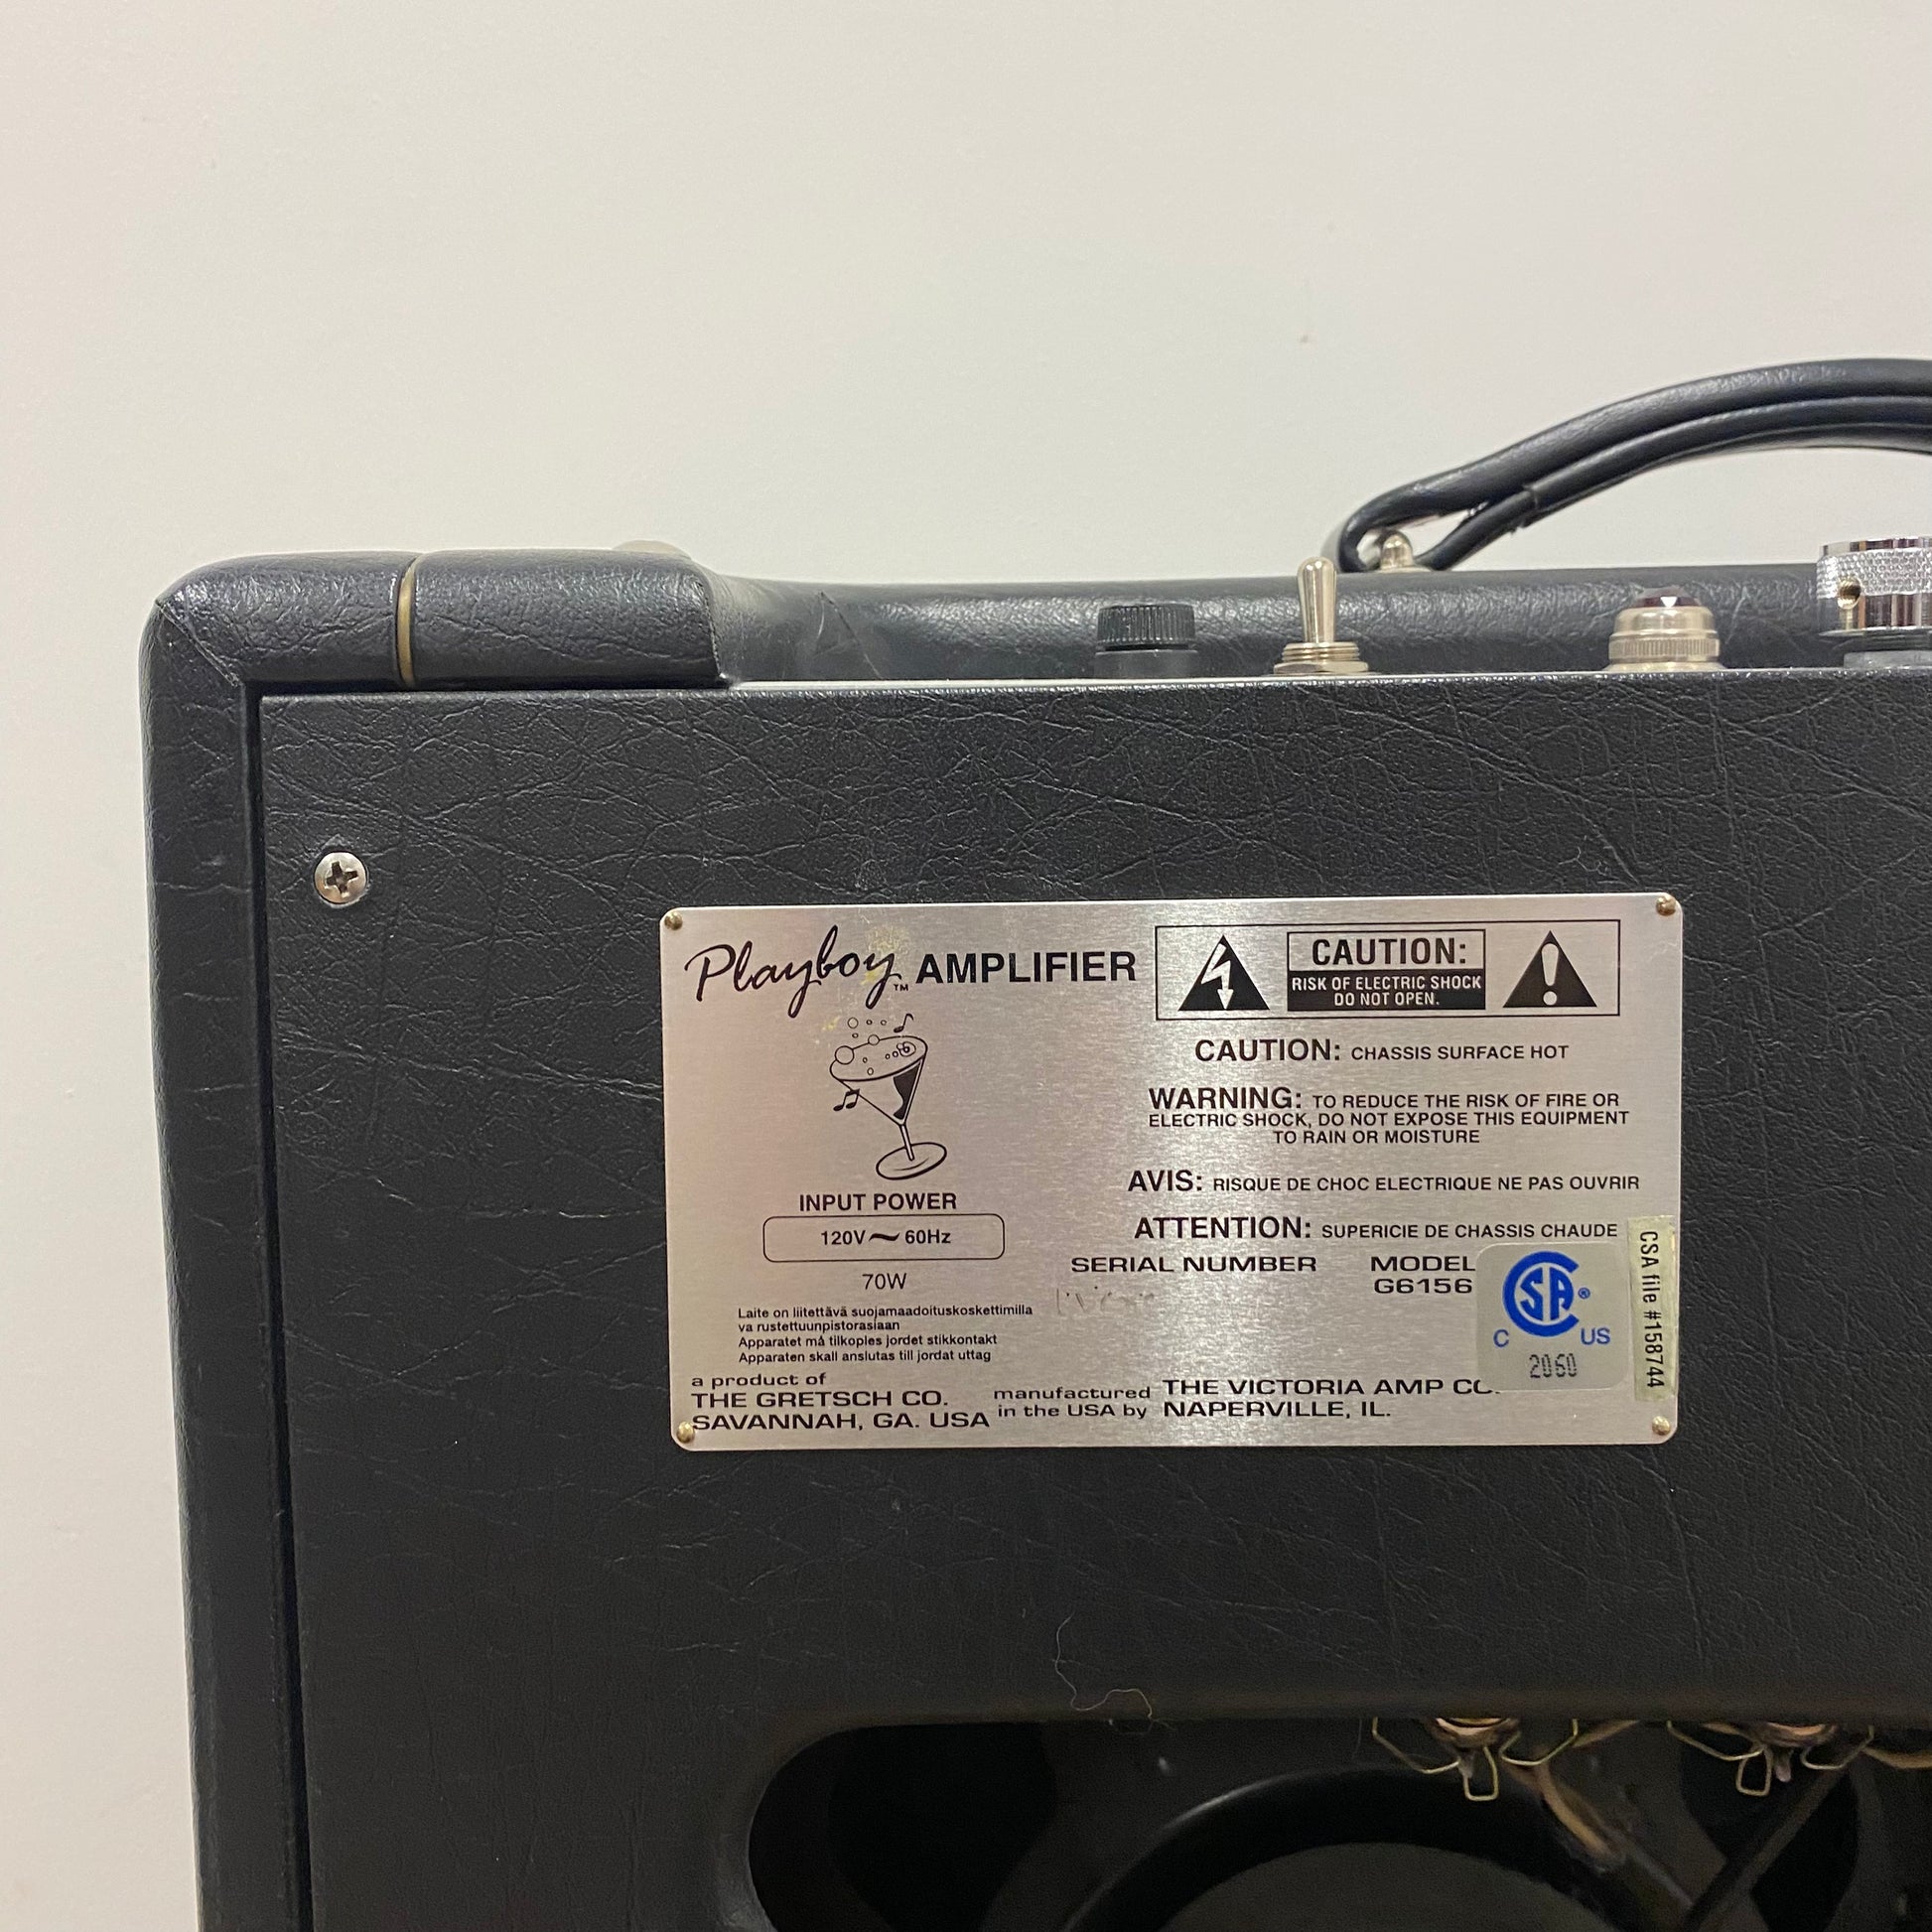 Playboy™ AMPLIFIER
CAUTION:
RISK OF ELECTRIC SHOCK
DO NOT OPEN.
CAUTION: CHASSIS SURFACE HOT
WARNING: TO REDUCE THE RISK OF FIRE OR
ELECTRIC SHOCK, DO NOT EXPOSE THIS EQUIPMENT
TO RAIN OR MOISTURE
AVIS: RISQUE DE CHOC ELECTRIQUE NE PAS OUVRIR
ATTENTION: SUPERICIE DE CHASSIS CHAUDE
INPUT POWER
120V~60Hz
70W
SERIAL NUMBER
MODEL
G6156
Laite on liitettävä suojamaadoituskoskettimilla
va rustettuunpistorasiaan
Apparatet må tilkoples jordet stikkontakt
Apparaten skall anslutas till jordat uttag
a product of
THE GRETSCH CO.
SAVANNAH, GA. USA
manufactured
in the USA by
THE VICTORIA AMP CO.
NAPERVILLE, IL.
CSA®
C US
2060
CSA file #158744